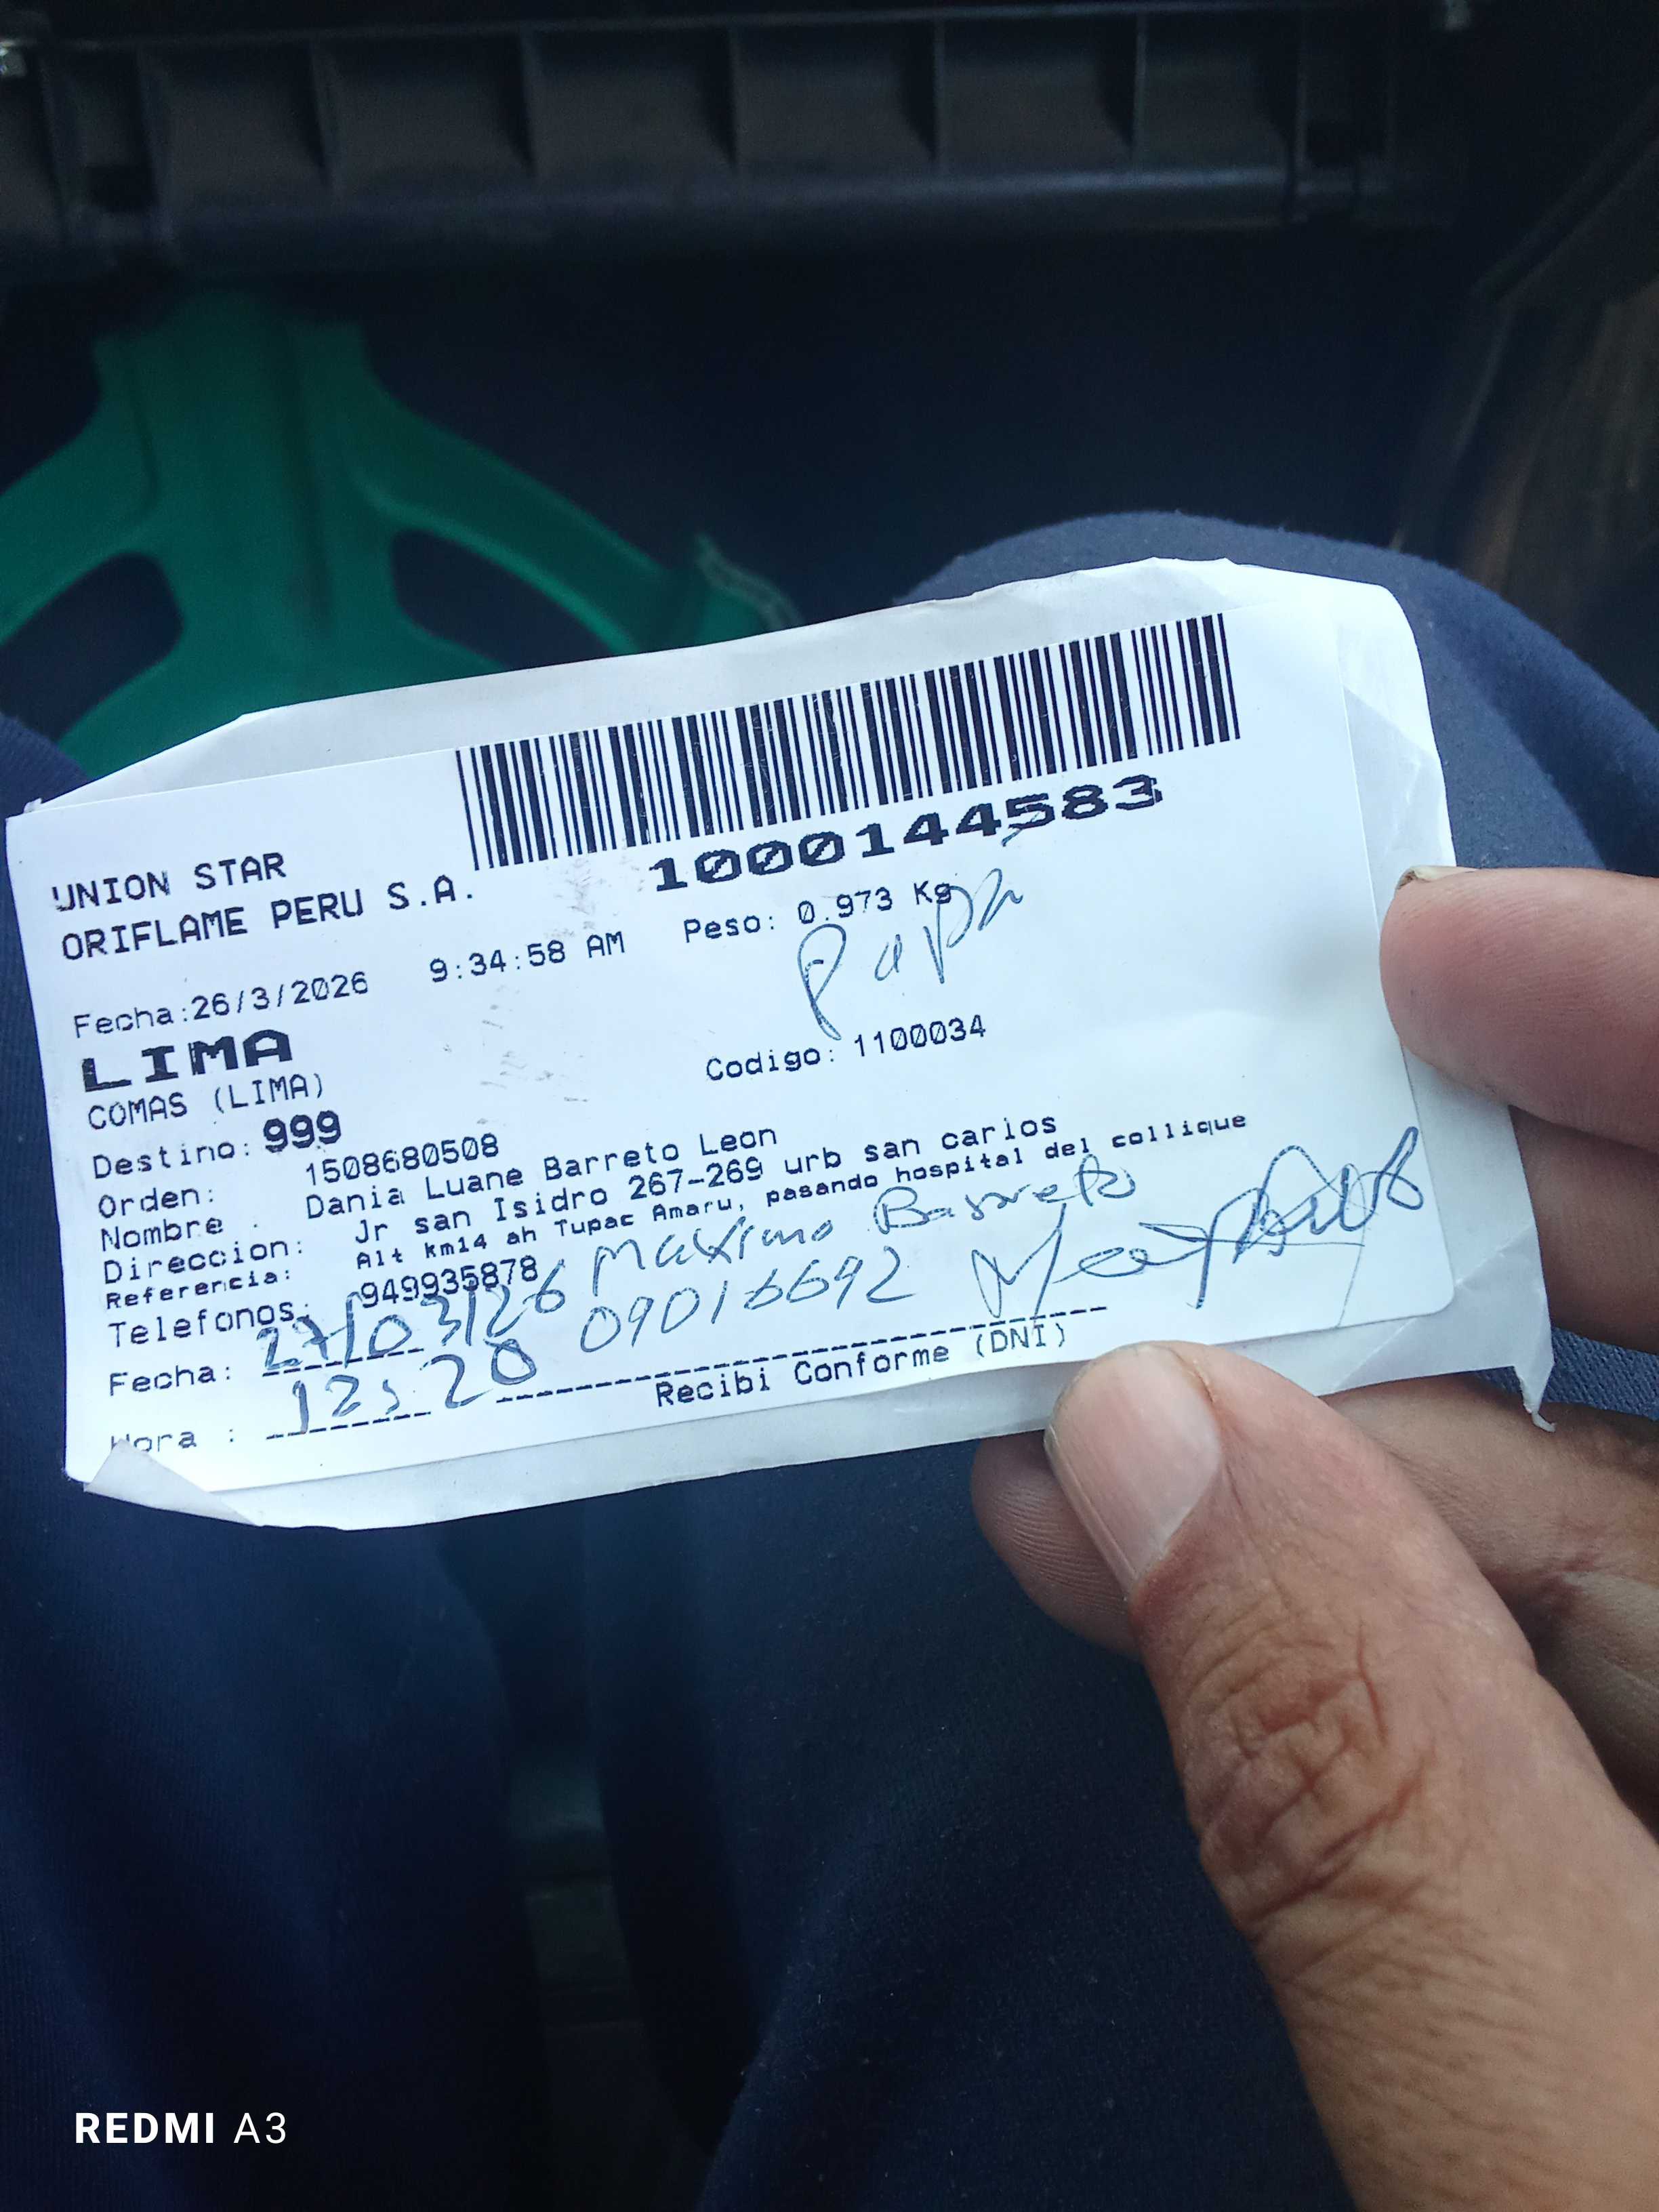 1000144583
UNION STAR
ORIFLAME PERU S.A.
Fecha:26/3/2026 9:34:58 AM Peso: 0.973 Kg
Papa
LIMA
COMAS (LIMA)
Codigo: 1100034
Destino: 999
Orden: 1508680508
Nombre : Dania Luane Barreto Leon
Direccion: Jr san Isidro 267-269 urb san carlos
Referencia: Alt km14 ah Tupac Amaru, pasando hospital del collique
Telefonos: 949935878
Maximo Barreto
Fecha: 27/03/26 09016692
Hora : 12:20
Recibi Conforme (DNI)
REDMI A3